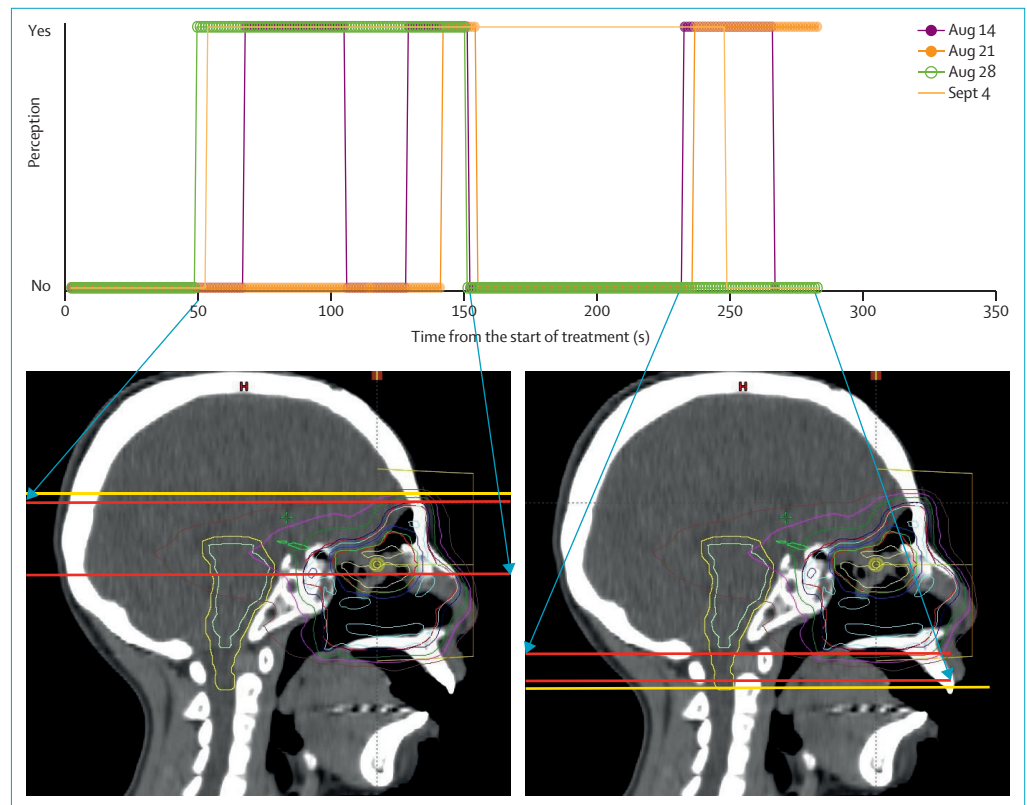 Yes
Perception
No
Aug 14
Aug 21
Aug 28
Sept 4
0 50 100 150 200 250 300 350
Time from the start of treatment (s)
H
H